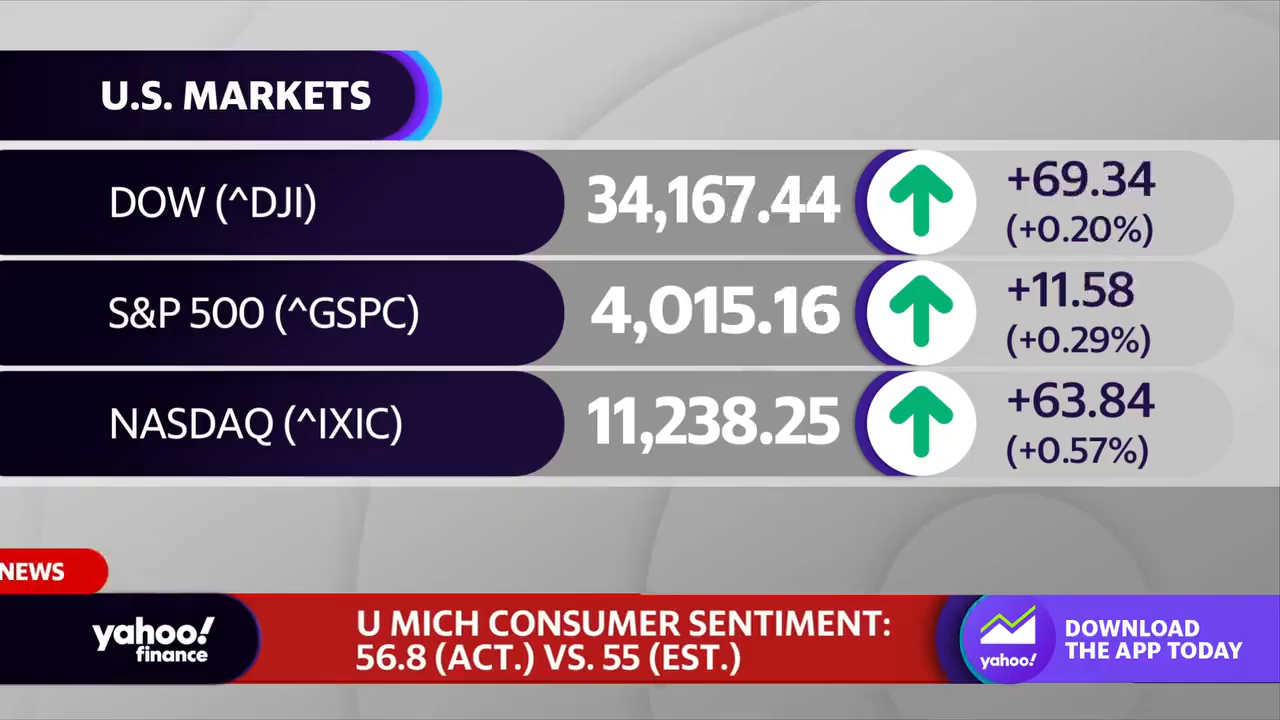 U.S. MARKETS
DOW (^DJI) 34,167.44 +69.34
(+0.20%)
S&P 500 (^GSPC) 4,015.16 +11.58
(+0.29%)
NASDAQ (^IXIC) 11,238.25 +63.84
(+0.57%)
NEWS
yahoo!
finance
U MICH CONSUMER SENTIMENT:
56.8 (ACT.) VS. 55 (EST.)
yahoo!
DOWNLOAD
THE APP TODAY